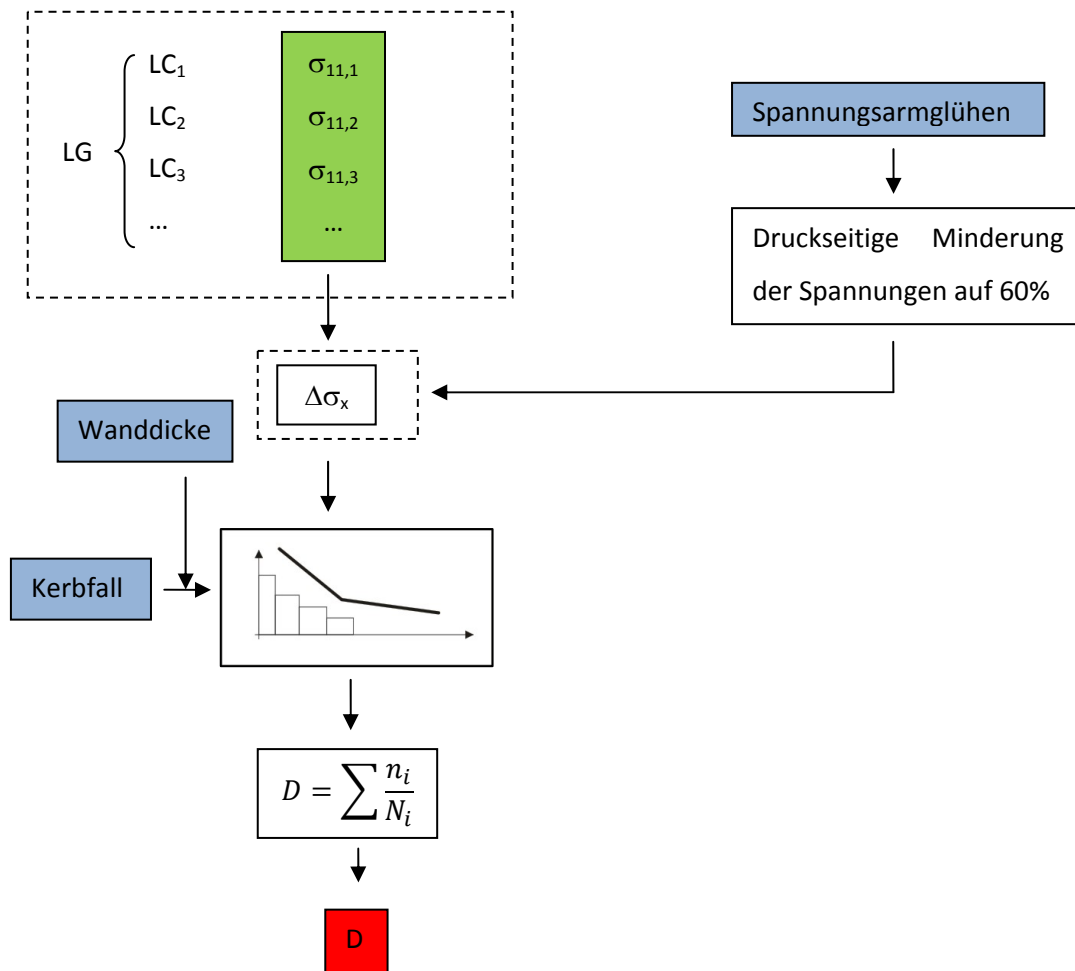 LC1 σ11,1
LC2 σ11,2
LG
LC3 σ11,3
... ...
Spannungsarmglühen
Druckseitige Minderung
der Spannungen auf 60%
Δσx
Wanddicke
Kerbfall
D = ∑ ni/Ni
D